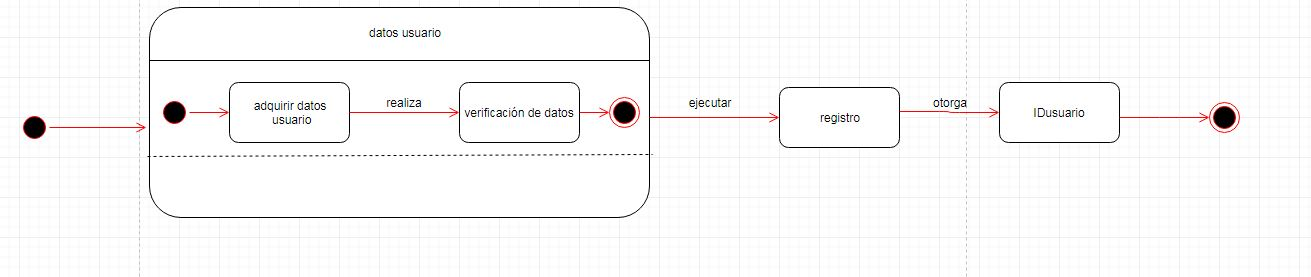 datos usuario
adquirir datos
usuario
realiza
verificación de datos
ejecutar
registro
otorga
IDusuario